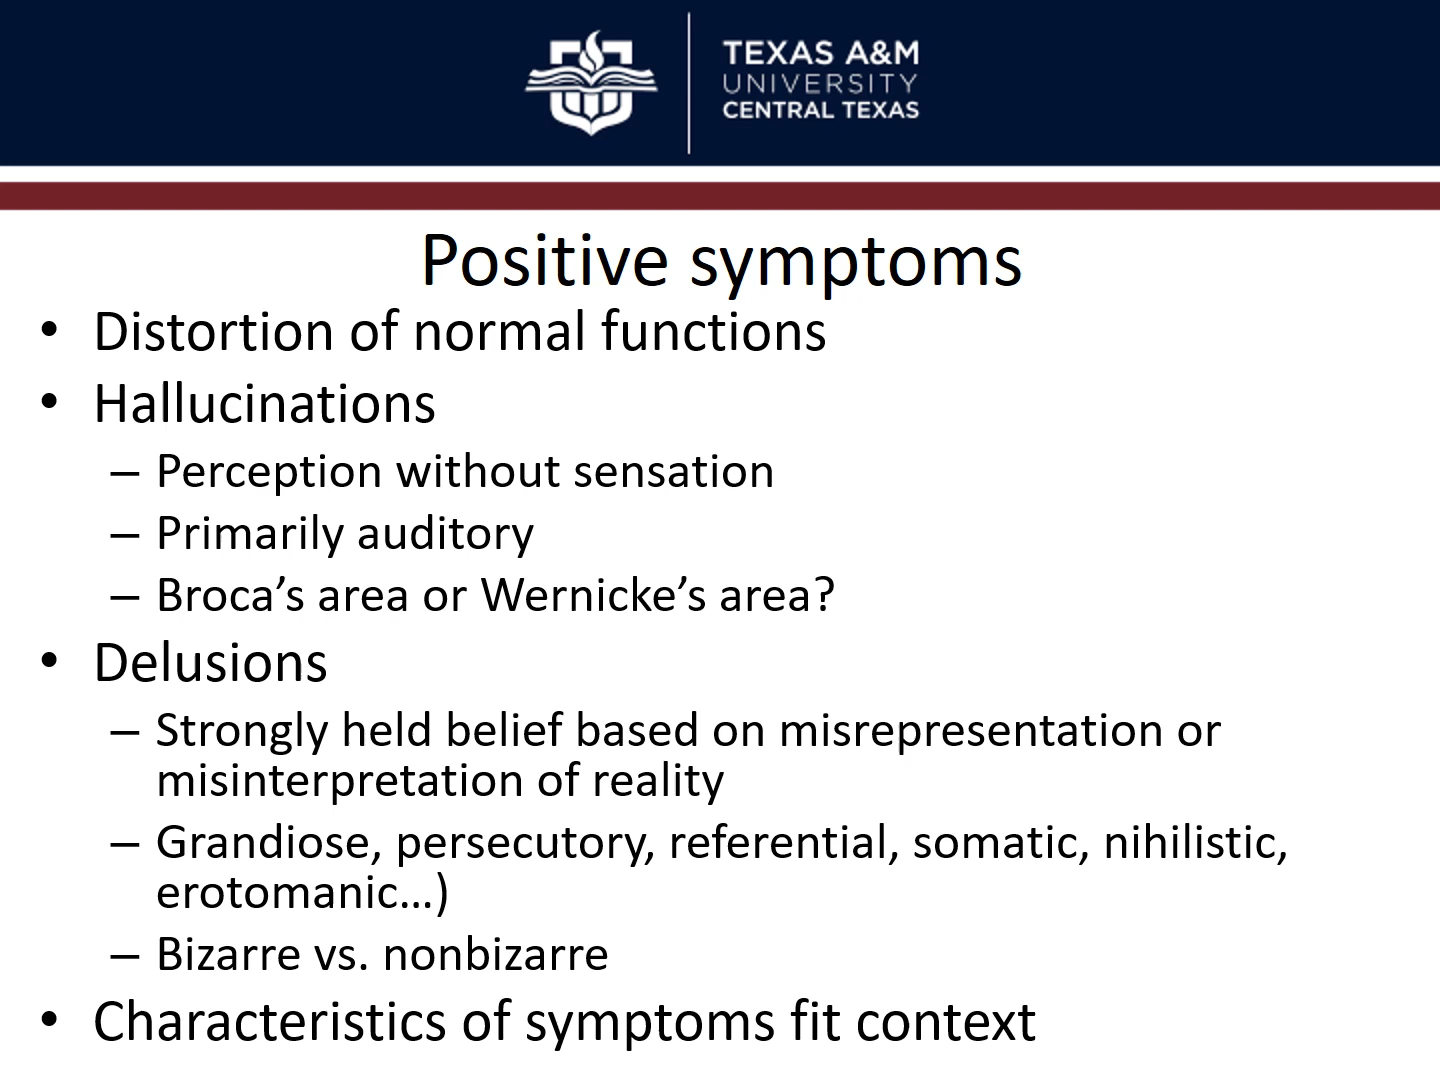 TEXAS A&M
UNIVERSITY
CENTRAL TEXAS
Positive symptoms
• Distortion of normal functions
• Hallucinations
– Perception without sensation
– Primarily auditory
– Broca’s area or Wernicke’s area?
• Delusions
– Strongly held belief based on misrepresentation or
misinterpretation of reality
– Grandiose, persecutory, referential, somatic, nihilistic,
erotomanic…)
– Bizarre vs. nonbizarre
• Characteristics of symptoms fit context